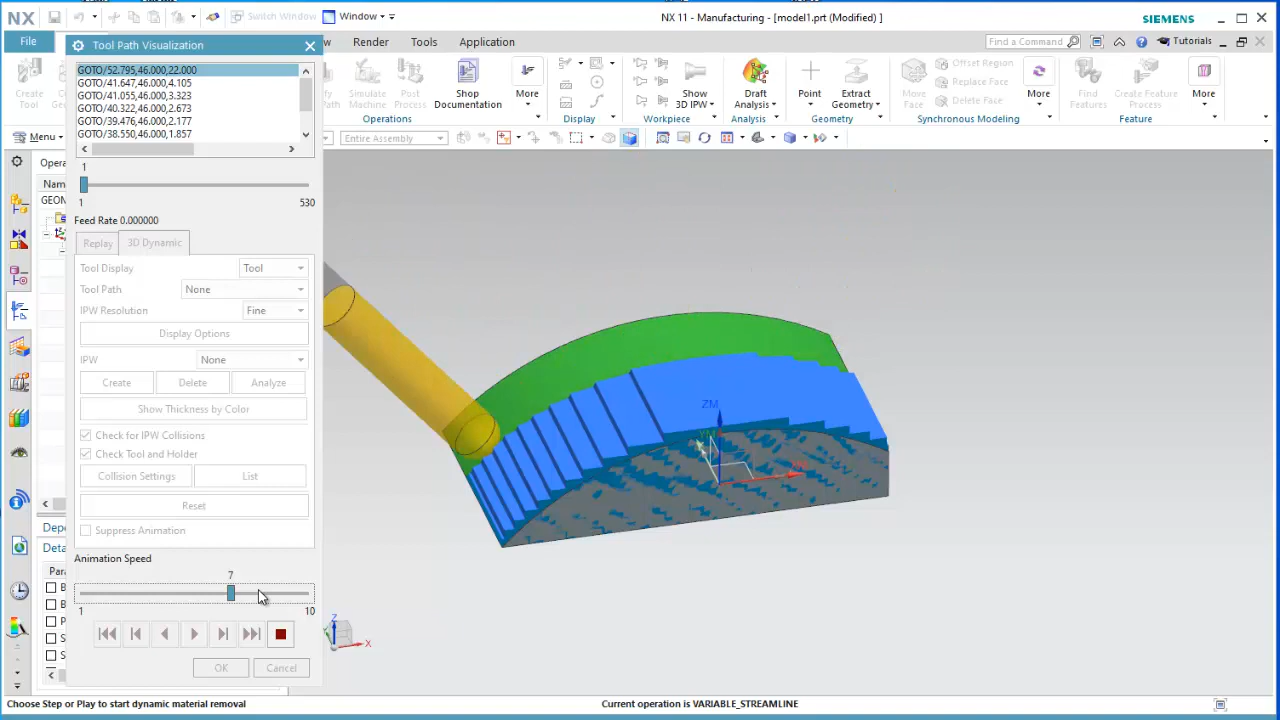 NX
Switch Window
Window
NX 11 - Manufacturing - [model1.prt (Modified) ]
SIEMENS
File
Tool Path Visualization
Render
Tools
Application
Find a Command
Tutorials
Create
Tool
Simulate
Machine
Post
Process
Shop
Documentation
More
Operations
Display
Show
3D IPW
Workpiece
Draft
Analysis
Analysis
Point
Extract
Geometry
Geometry
Move
Face
Offset Region
Replace Face
Delete Face
More
Synchronous Modeling
Find
Features
Create Feature
Process
More
Feature
Menu
Entire Assembly
GOTO/52.795,46.000,22.000
GOTO/41.647,46.000,4.105
GOTO/41.055,46.000,3.323
GOTO/40.322,46.000,2.673
GOTO/39.476,46.000,2.177
GOTO/38.550,46.000,1.857
1
1
530
Feed Rate 0.000000
Replay
3D Dynamic
Tool Display
Tool
Tool Path
None
IPW Resolution
Fine
Display Options
IPW
None
Create
Delete
Analyze
Show Thickness by Color
Check for IPW Collisions
Check Tool and Holder
Collision Settings
List
Reset
Suppress Animation
Animation Speed
7
1
10
OK
Cancel
ZM
Z
X
Choose Step or Play to start dynamic material removal
Current operation is VARIABLE_STREAMLINE